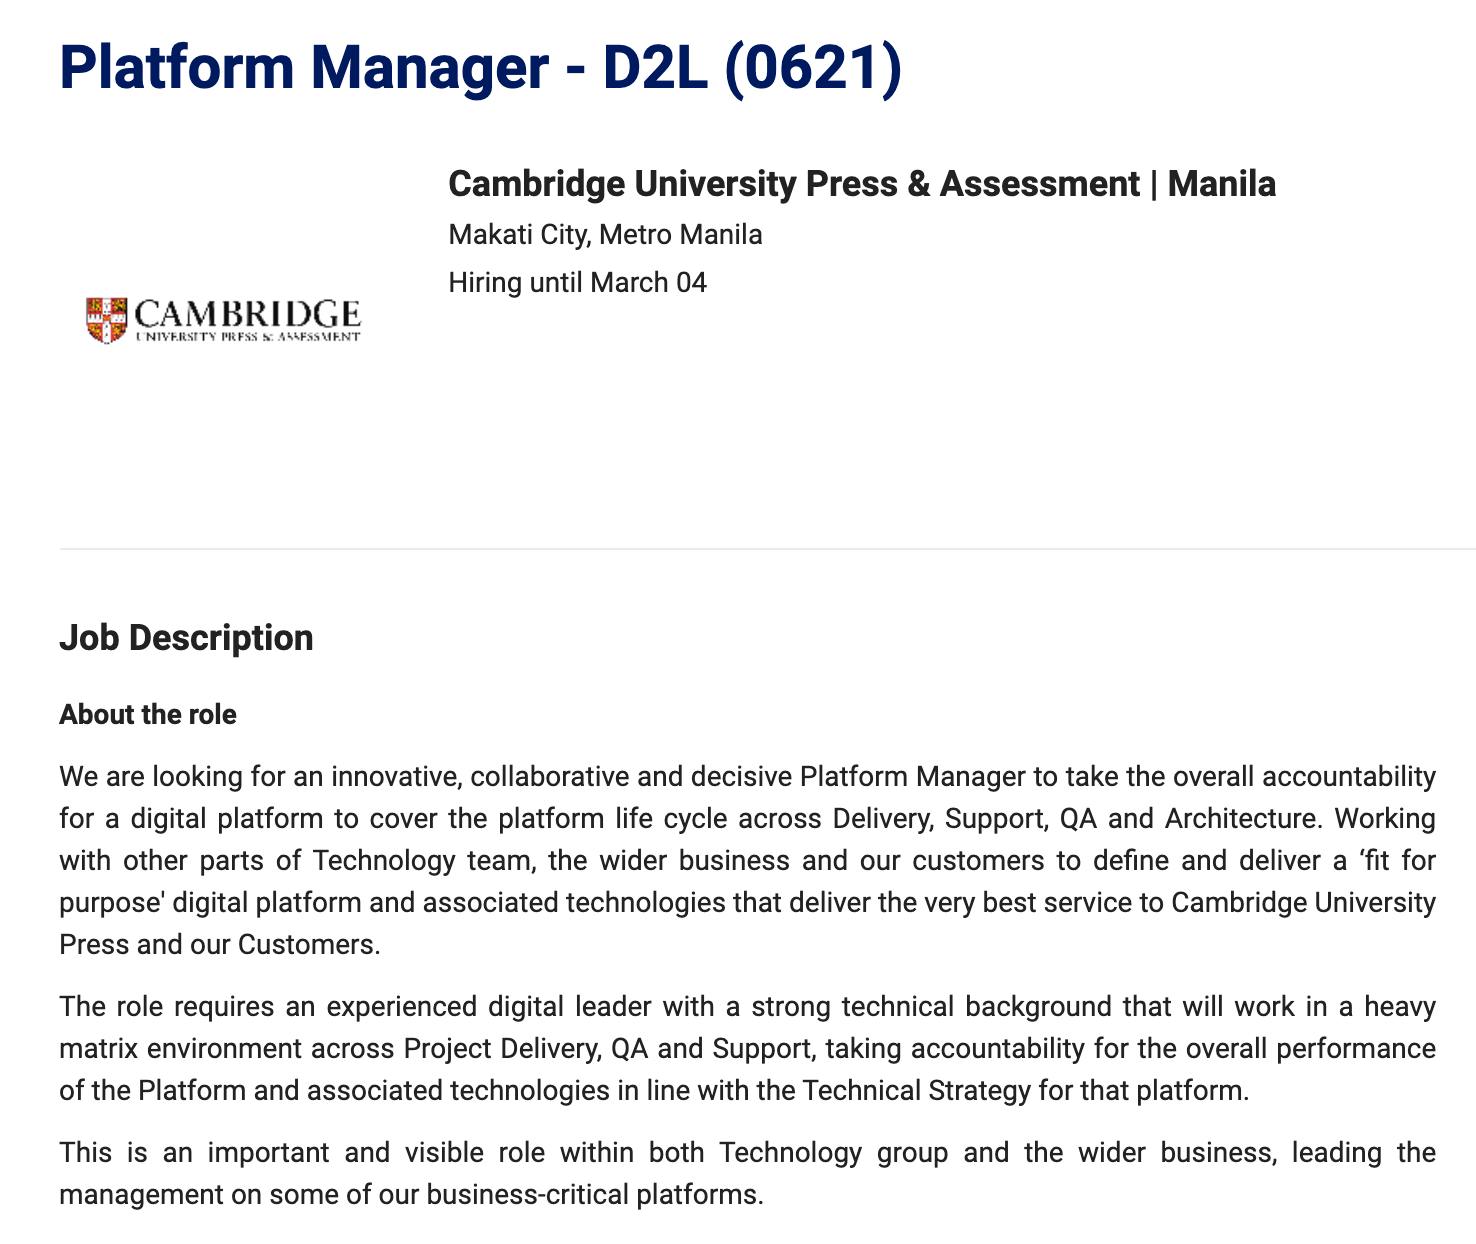 Platform Manager - D2L (0621)
Cambridge University Press & Assessment | Manila
Makati City, Metro Manila
Hiring until March 04
CAMBRIDGE
UNIVERSITY PRESS & ASSESSMENT
Job Description
About the role
We are looking for an innovative, collaborative and decisive Platform Manager to take the overall accountability
for a digital platform to cover the platform life cycle across Delivery, Support, QA and Architecture. Working
with other parts of Technology team, the wider business and our customers to define and deliver a ‘fit for
purpose' digital platform and associated technologies that deliver the very best service to Cambridge University
Press and our Customers.
The role requires an experienced digital leader with a strong technical background that will work in a heavy
matrix environment across Project Delivery, QA and Support, taking accountability for the overall performance
of the Platform and associated technologies in line with the Technical Strategy for that platform.
This is an important and visible role within both Technology group and the wider business, leading the
management on some of our business-critical platforms.